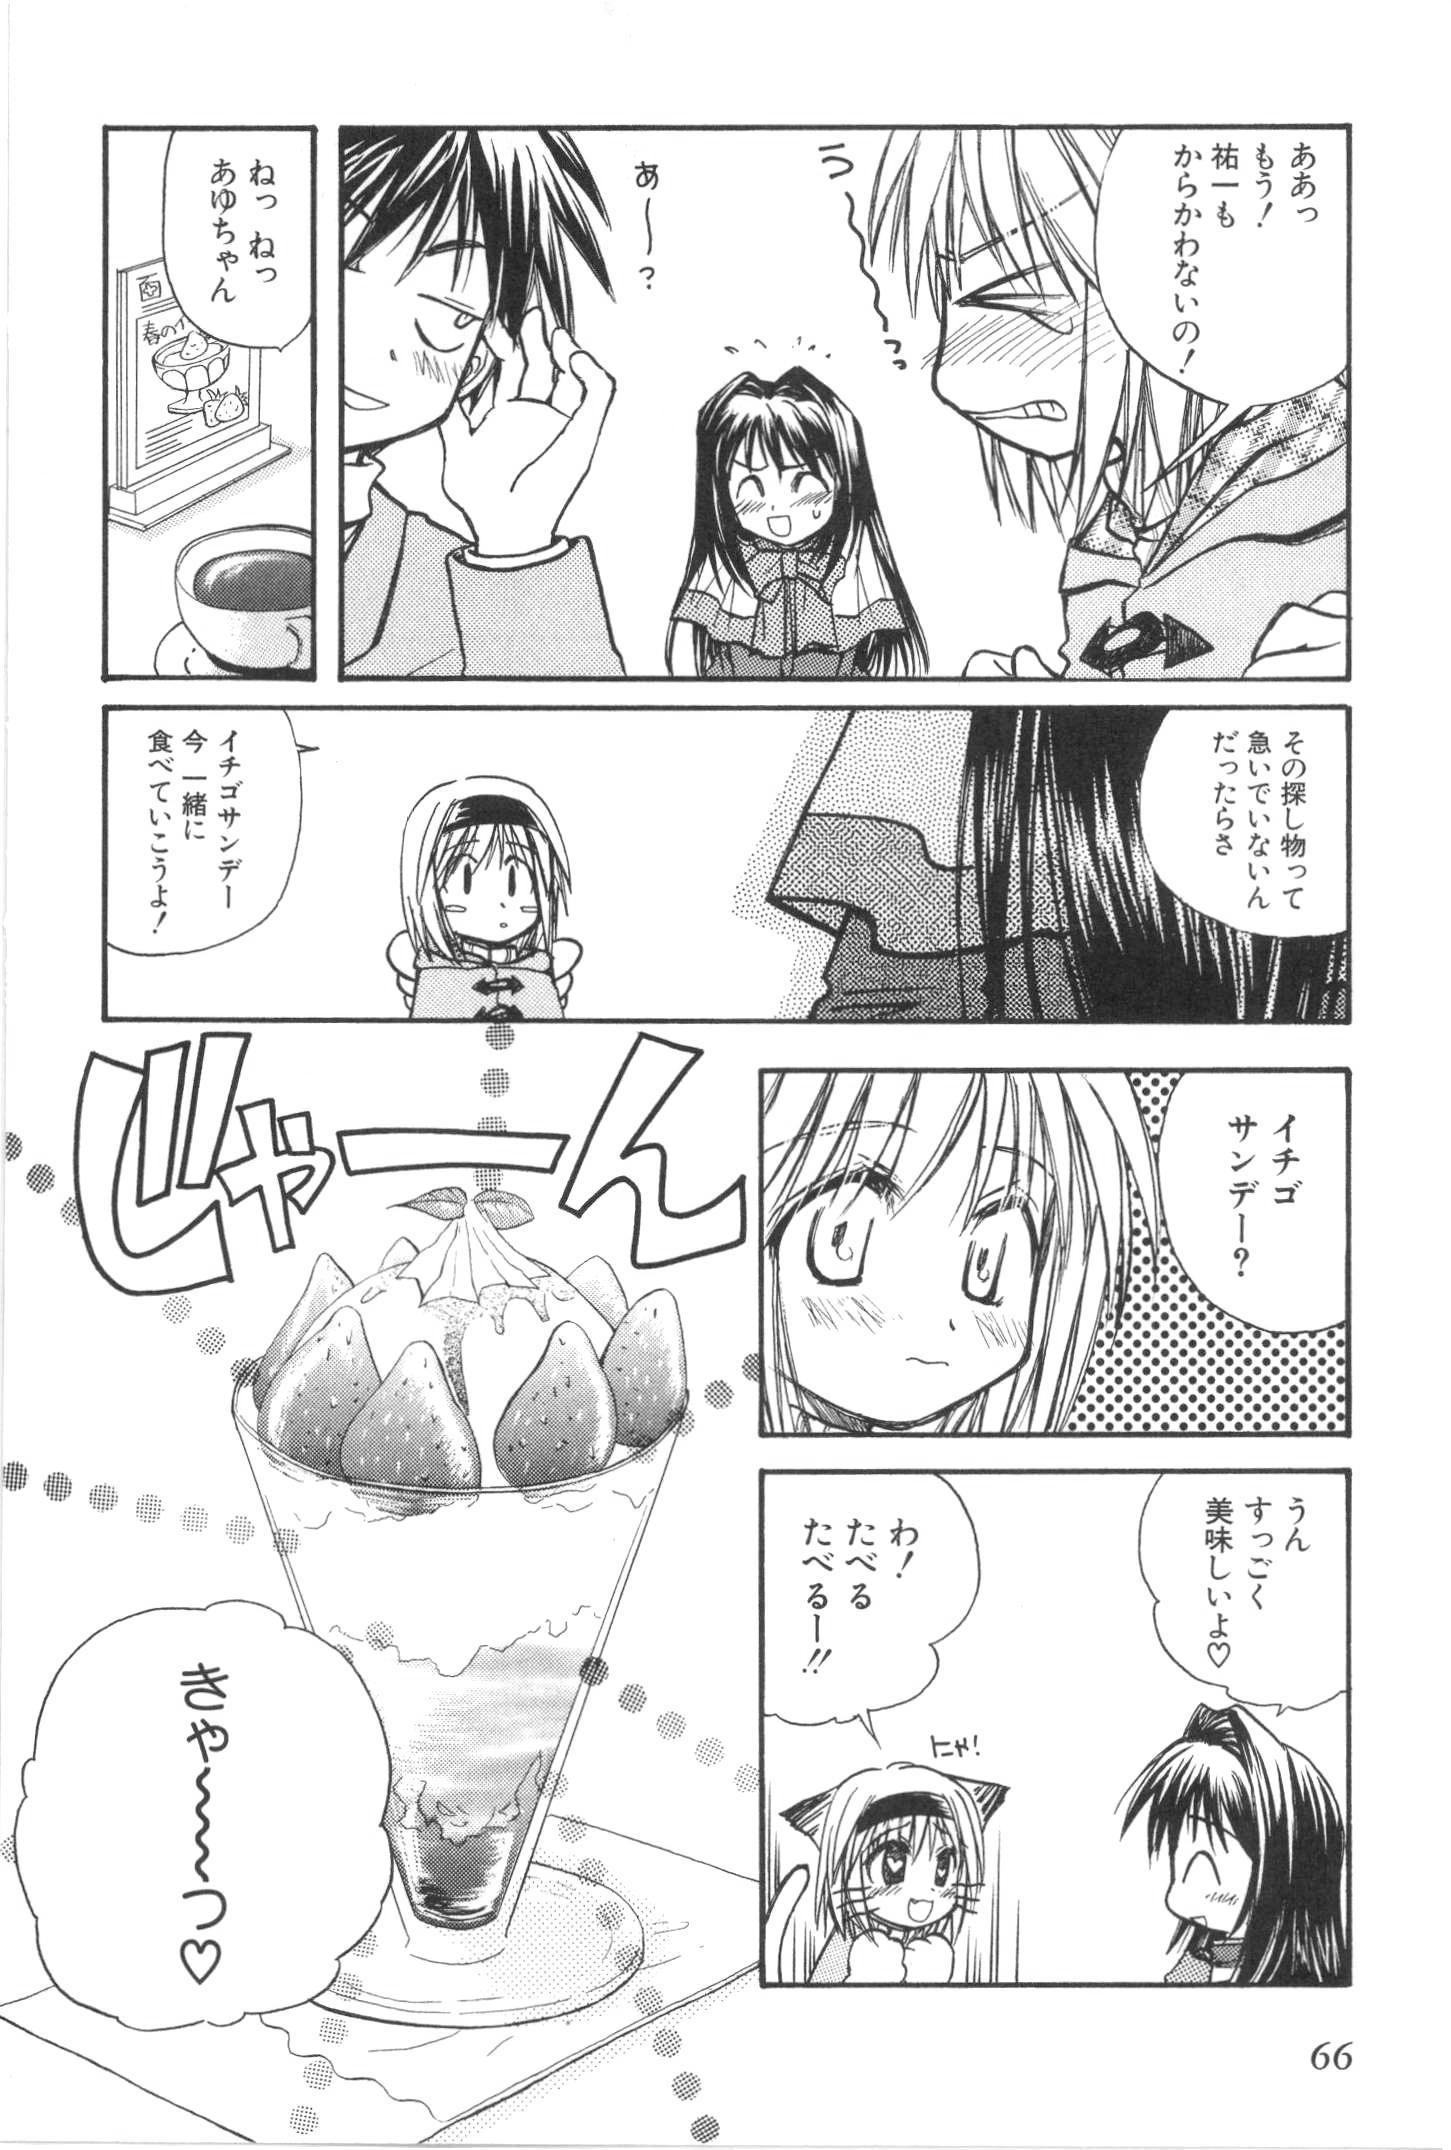 ああっ
もう！
祐一も
からかわないの！
うー
っっ
あ〜〜？
ねっ ねっ
あゆちゃん
春の
その探し物って
急いでいないん
だったらさ
イチゴサンデー
今 一緒に
食べていこうよ！
イチゴ
サンデー？
うん
すっごく
美味しいよ♡
わ！
たべる
たべるー!!
にゃ！
じゃーん
きゃ〜〜〜っ♡
66